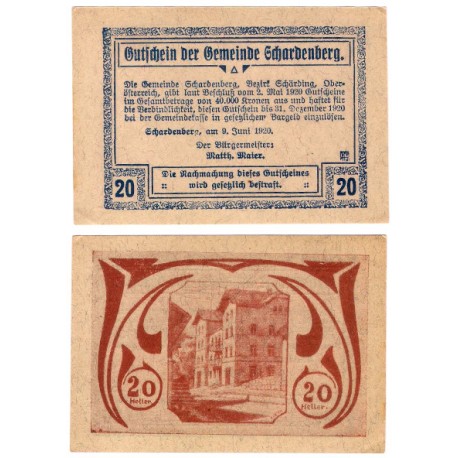 Gutschein der Gemeinde Schardenberg.
Die Gemeinde Schardenberg, Bezirk Schärding, Ober-
österreich, gibt laut Beschluß vom 2. Mai 1920 Gutscheine
im Gesamtbetrage von 40.000 Kronen aus und haftet für
die Verbindlichkeit, diesen Gutschein bis 31. Dezember 1920
bei der Gemeindekasse in gesetzlichem Bargeld einzulösen.
Schardenberg, am 9. Juni 1920.
Der Bürgermeister:
Matth. Maier.
20
Die Nachmachung dieses Gutscheines
wird gesetzlich bestraft.
20
20
Heller
20
Heller